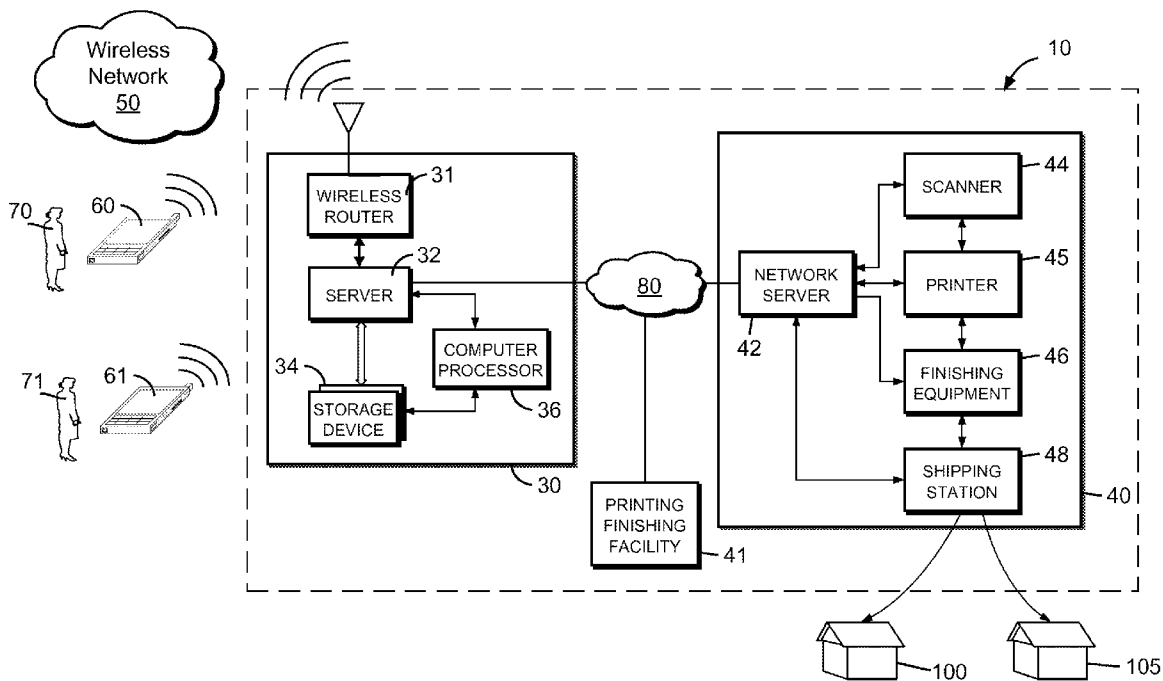 Wireless
Network
50
10
31
WIRELESS
ROUTER
70
60
32
SERVER
71
61
34
STORAGE
DEVICE
COMPUTER
PROCESSOR
36
30
80
PRINTING
FINISHING
FACILITY
41
NETWORK
SERVER
42
44
SCANNER
45
PRINTER
46
FINISHING
EQUIPMENT
48
SHIPPING
STATION
40
100
105